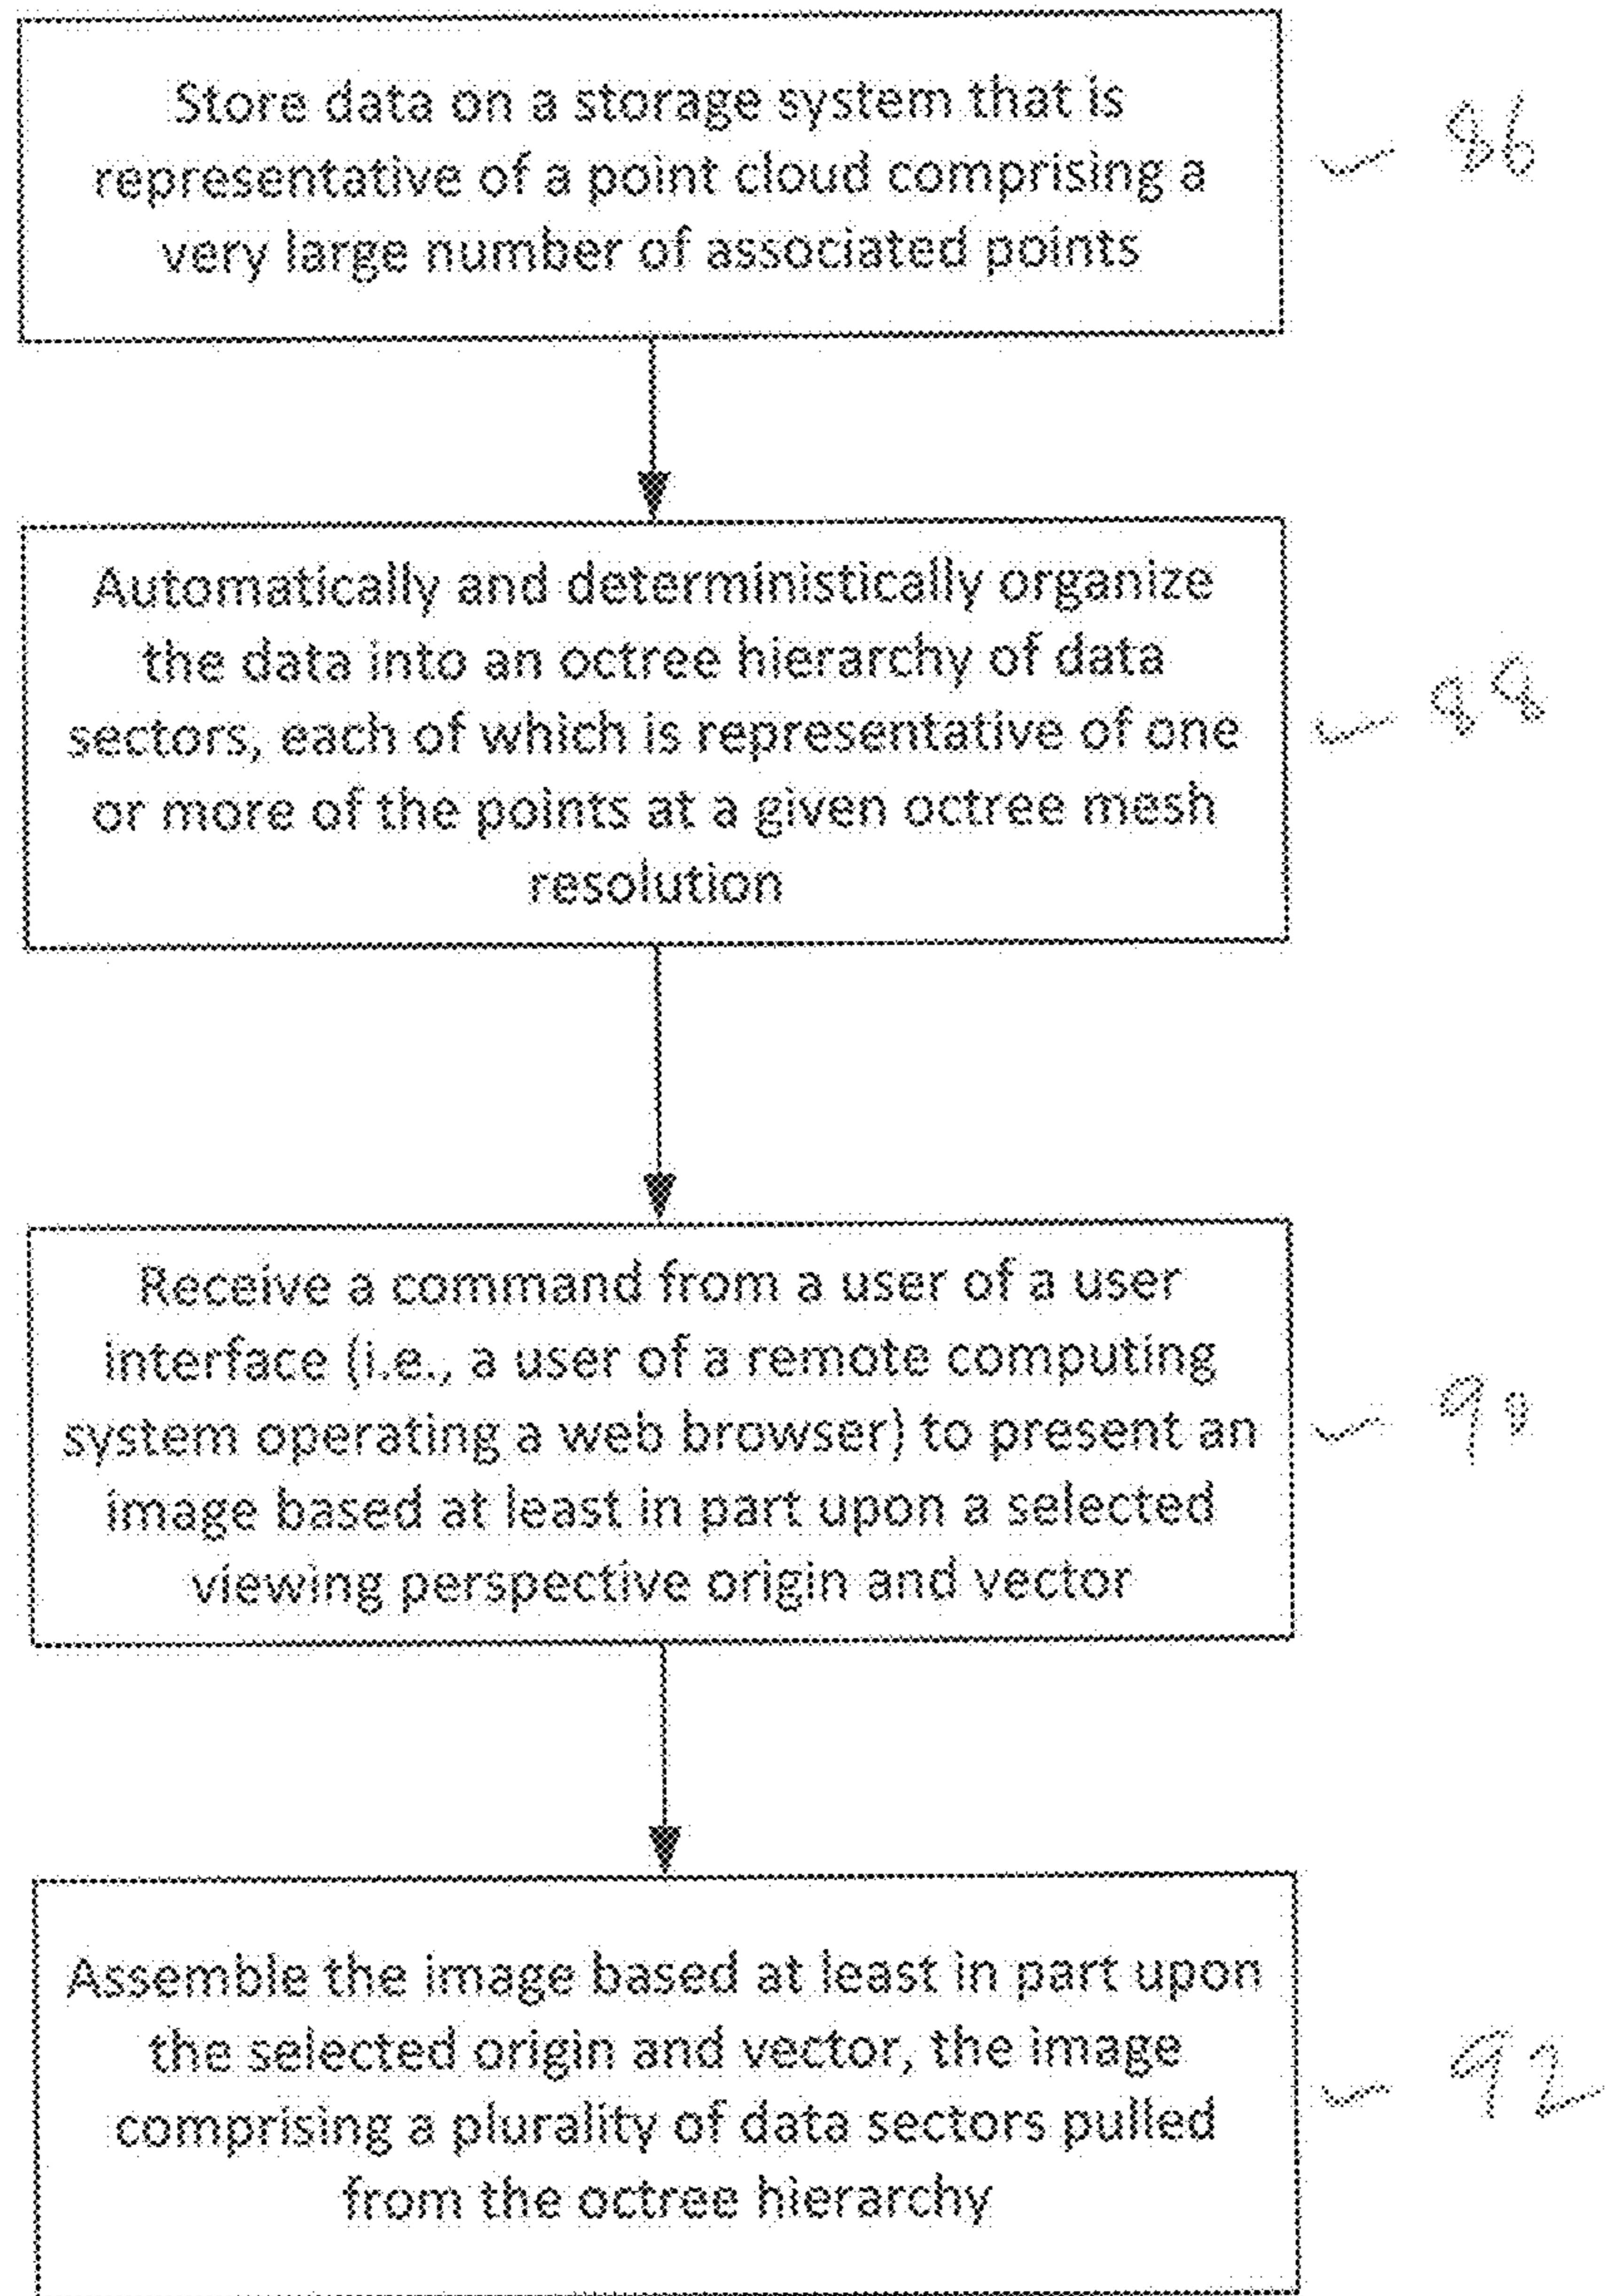 Store data on a storage system that is
representative of a point cloud comprising a
very large number of associated points
86
Automatically and deterministically organize
the data into an octree hierarchy of data
sectors, each of which is representative of one
or more of the points at a given octree mesh
resolution
88
Receive a command from a user of a user
interface (i.e., a user of a remote computing
system operating a web browser) to present an
image based at least in part upon a selected
viewing perspective origin and vector
90
Assemble the image based at least in part upon
the selected origin and vector, the image
comprising a plurality of data sectors pulled
from the octree hierarchy
92